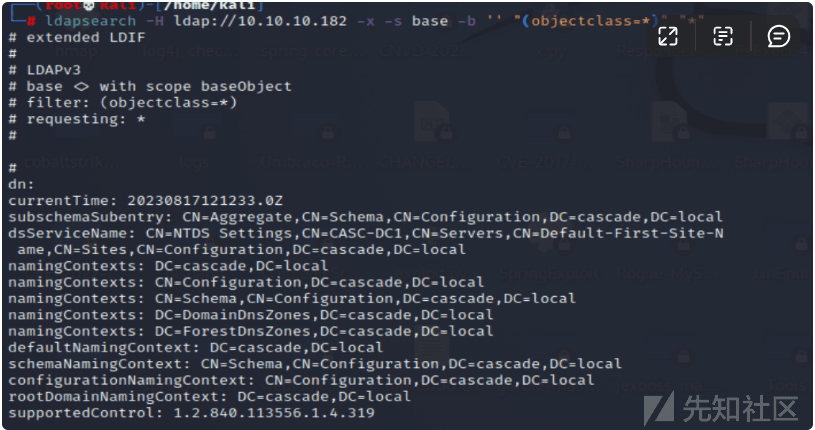 (root💀kali)-[/home/kali]
# ldapsearch -H ldap://10.10.10.182 -x -s base -b '' "(objectclass=*)" "*"
# extended LDIF
#
# LDAPv3
# base <> with scope baseObject
# filter: (objectclass=*)
# requesting: *
#
#
dn:
currentTime: 20230817121233.0Z
subschemaSubentry: CN=Aggregate,CN=Schema,CN=Configuration,DC=cascade,DC=local
dsServiceName: CN=NTDS Settings,CN=CASC-DC1,CN=Servers,CN=Default-First-Site-N
ame,CN=Sites,CN=Configuration,DC=cascade,DC=local
namingContexts: DC=cascade,DC=local
namingContexts: CN=Configuration,DC=cascade,DC=local
namingContexts: CN=Schema,CN=Configuration,DC=cascade,DC=local
namingContexts: DC=DomainDnsZones,DC=cascade,DC=local
namingContexts: DC=ForestDnsZones,DC=cascade,DC=local
defaultNamingContext: DC=cascade,DC=local
schemaNamingContext: CN=Schema,CN=Configuration,DC=cascade,DC=local
configurationNamingContext: CN=Configuration,DC=cascade,DC=local
rootDomainNamingContext: DC=cascade,DC=local
supportedControl: 1.2.840.113556.1.4.319
先知社区